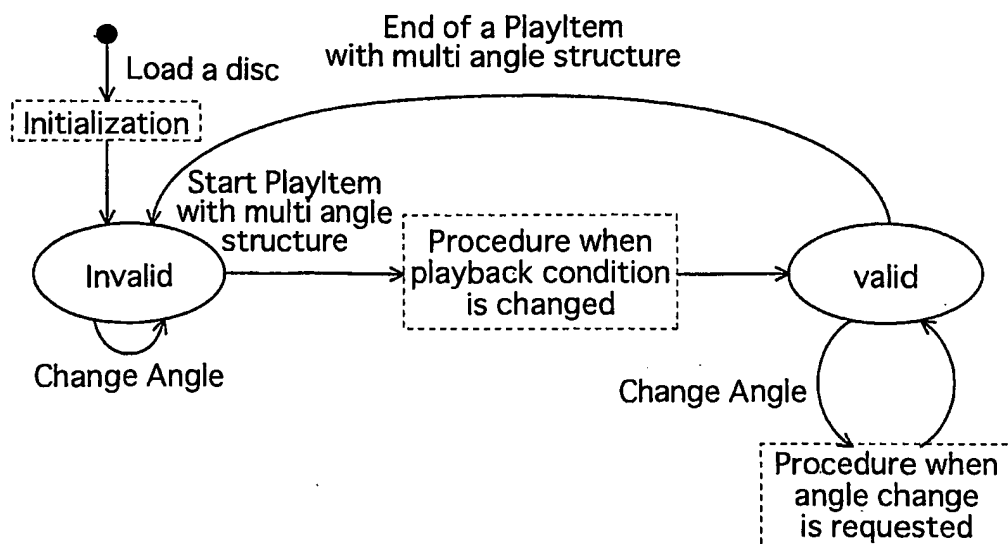 End of a PlayItem
with multi angle structure
Load a disc
Initialization
Start PlayItem
with multi angle
structure
Invalid
Procedure when
playback condition
is changed
valid
Change Angle
Change Angle
Procedure when
angle change
is requested